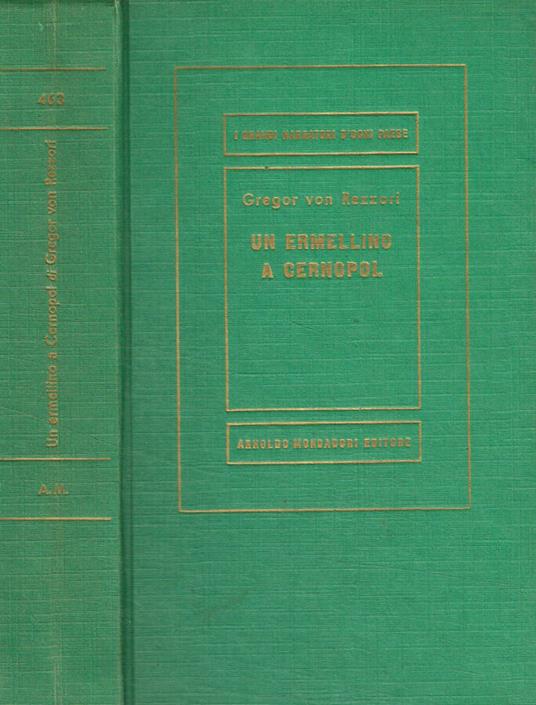 463
Un ermellino a Cernopol di Gregor von Rezzori
A.M.
I GRANDI NARRATORI D'OGNI PAESE
Gregor von Rezzori
UN ERMELLINO
A CERNOPOL
ARNOLDO MONDADORI EDITORE